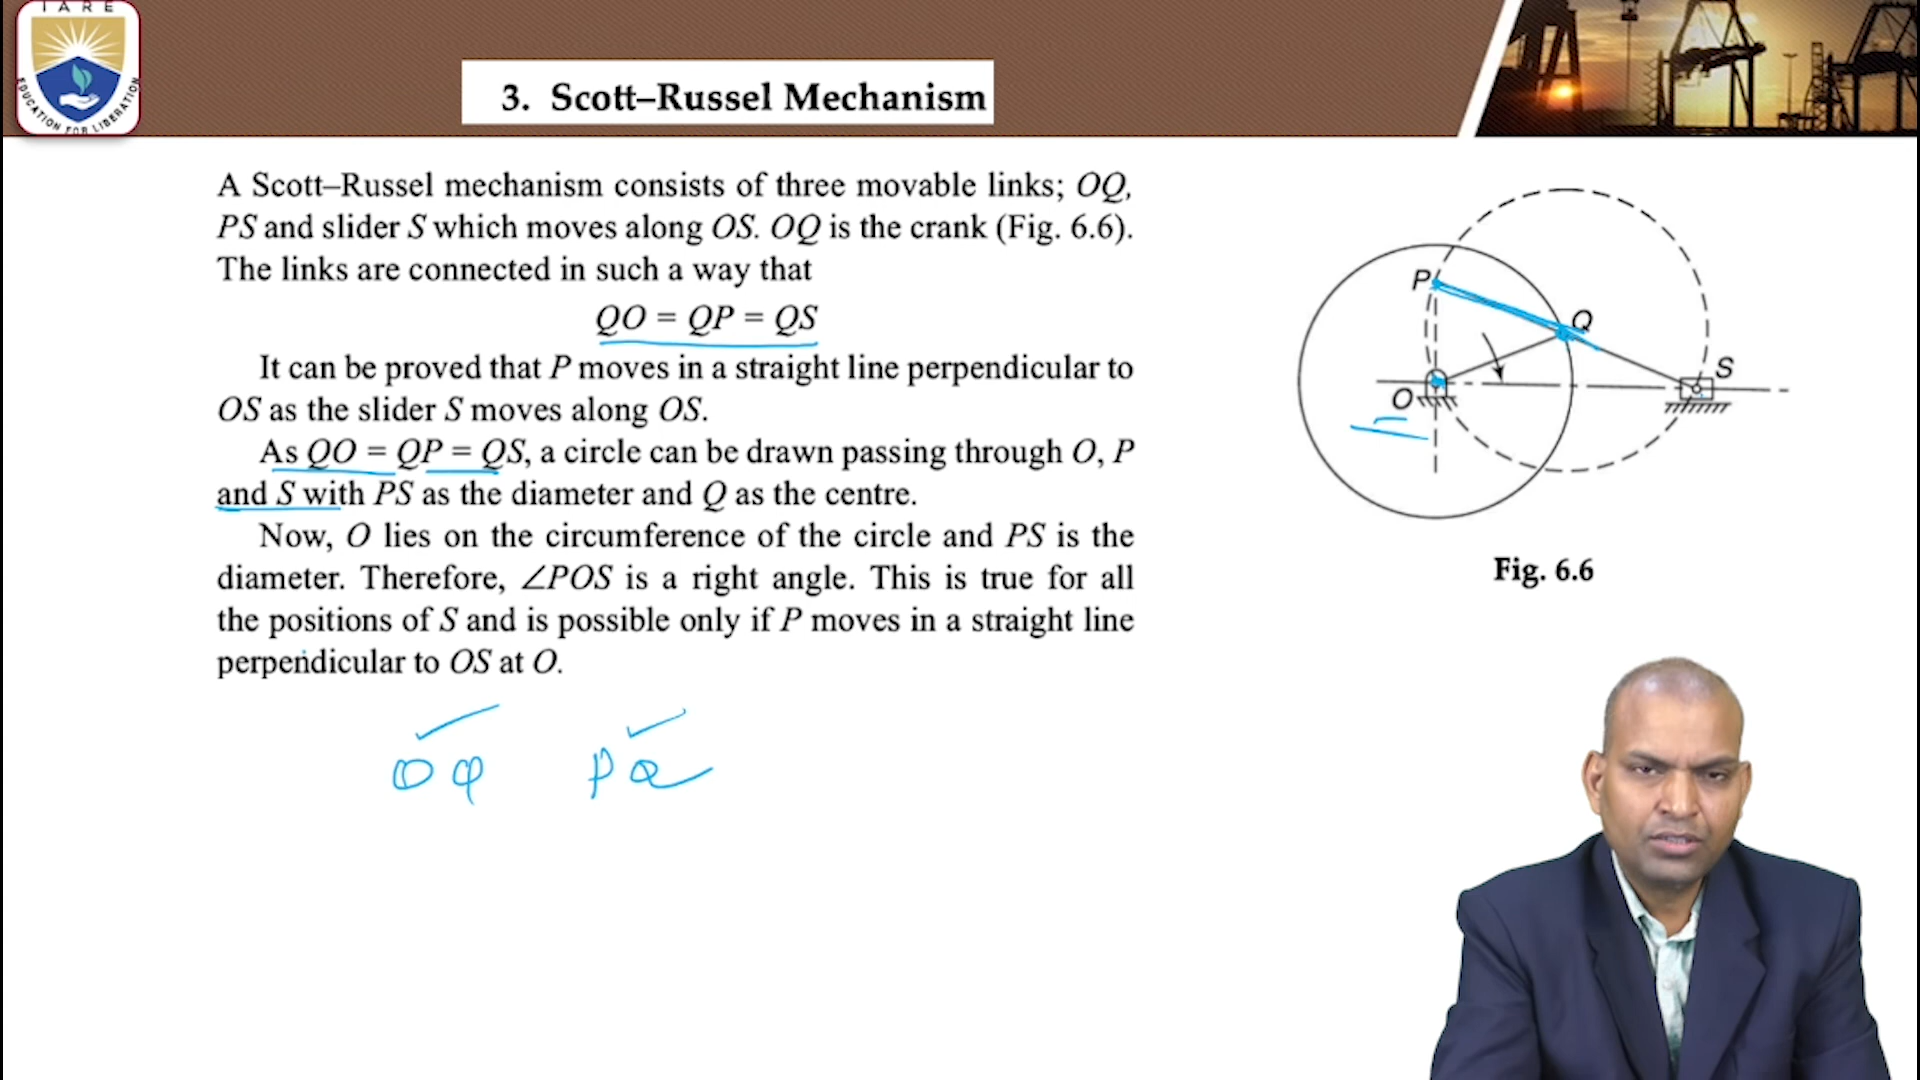 IARE
EDUCATION FOR LIBERATION
3. Scott–Russel Mechanism
A Scott–Russel mechanism consists of three movable links; OQ,
PS and slider S which moves along OS. OQ is the crank (Fig. 6.6).
The links are connected in such a way that
QO = QP = QS
It can be proved that P moves in a straight line perpendicular to
OS as the slider S moves along OS.
As QO = QP = QS, a circle can be drawn passing through O, P
and S with PS as the diameter and Q as the centre.
Now, O lies on the circumference of the circle and PS is the
diameter. Therefore, ∠POS is a right angle. This is true for all
the positions of S and is possible only if P moves in a straight line
perpendicular to OS at O.
OQ PQ
P
Q
S
O
Fig. 6.6